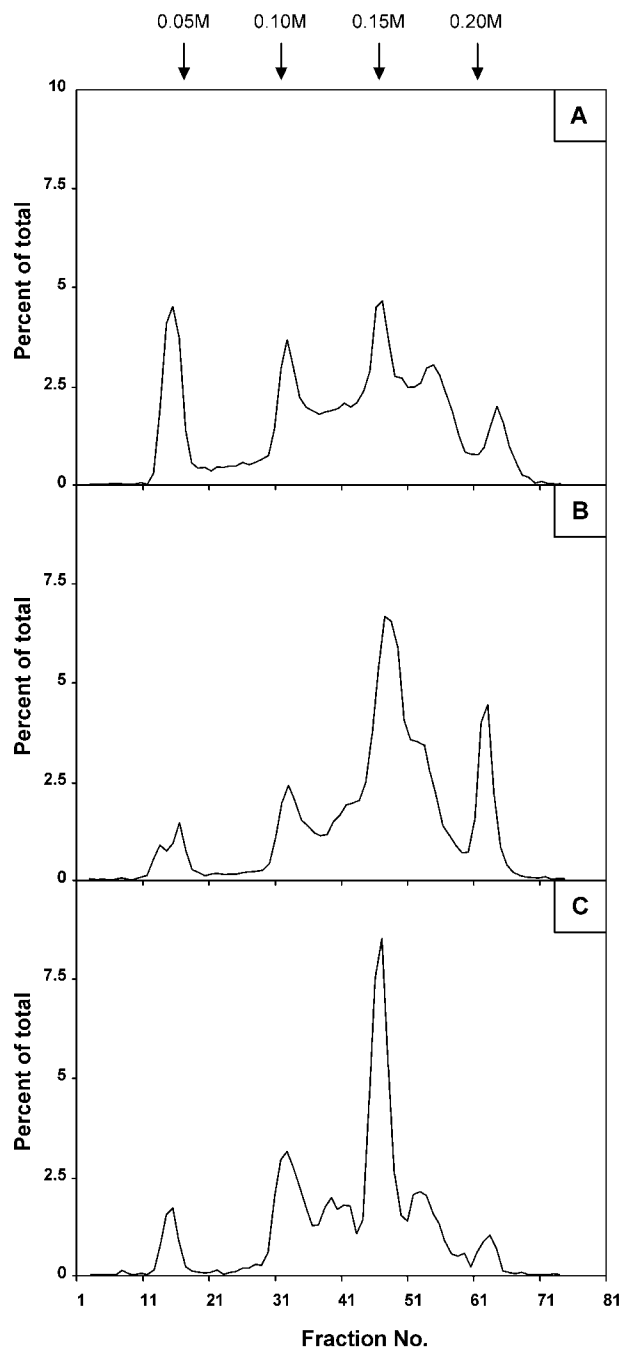 0.05M 0.10M 0.15M 0.20M
10
A
7.5
Percent of total
5
2.5
0
B
7.5
Percent of total
5
2.5
0
C
7.5
Percent of total
5
2.5
0
1 11 21 31 41 51 61 71 81
Fraction No.